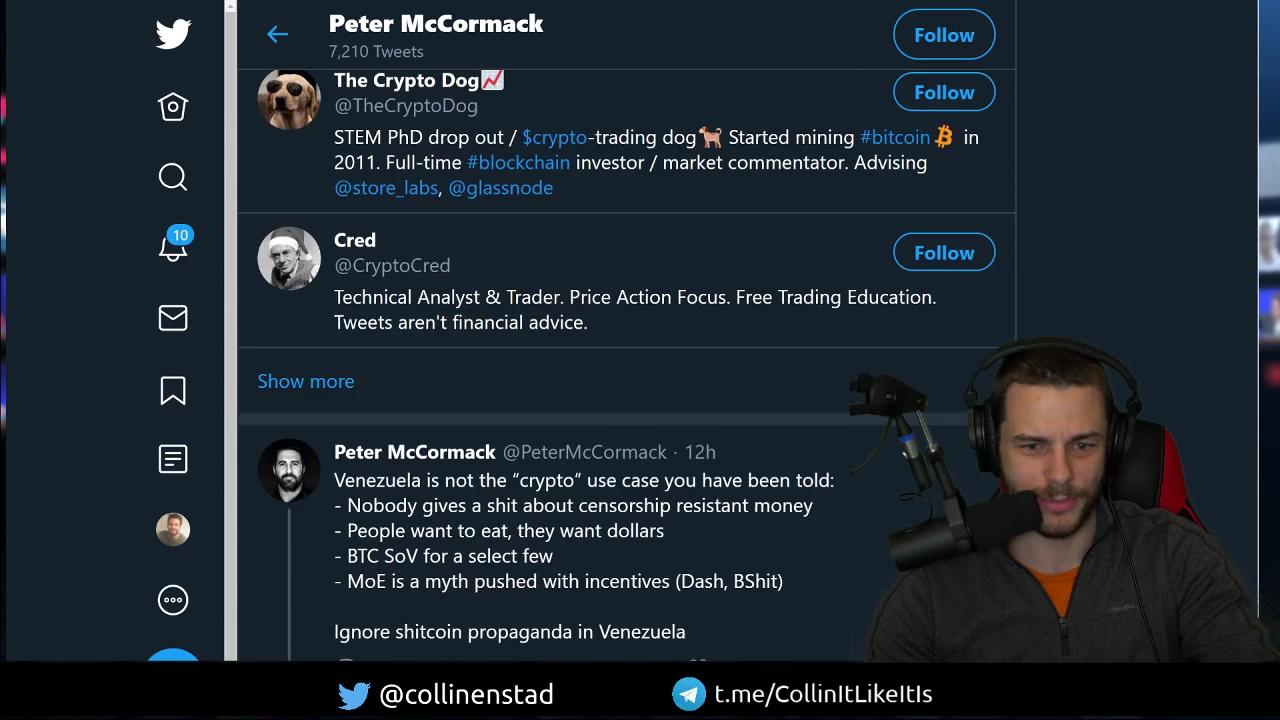 Peter McCormack
7,210 Tweets
Follow
The Crypto Dog
@TheCryptoDog
Follow
STEM PhD drop out / $crypto-trading dog🐕 Started mining #bitcoin in
2011. Full-time #blockchain investor / market commentator. Advising
@store_labs, @glassnode
10
Cred
@CryptoCred
Follow
Technical Analyst & Trader. Price Action Focus. Free Trading Education.
Tweets aren't financial advice.
Show more
Peter McCormack @PeterMcCormack · 12h
Venezuela is not the “crypto” use case you have been told:
- Nobody gives a shit about censorship resistant money
- People want to eat, they want dollars
- BTC SoV for a select few
- MoE is a myth pushed with incentives (Dash, BShit)
Ignore shitcoin propaganda in Venezuela
@collinenstad
t.me/CollinItLikeItIs